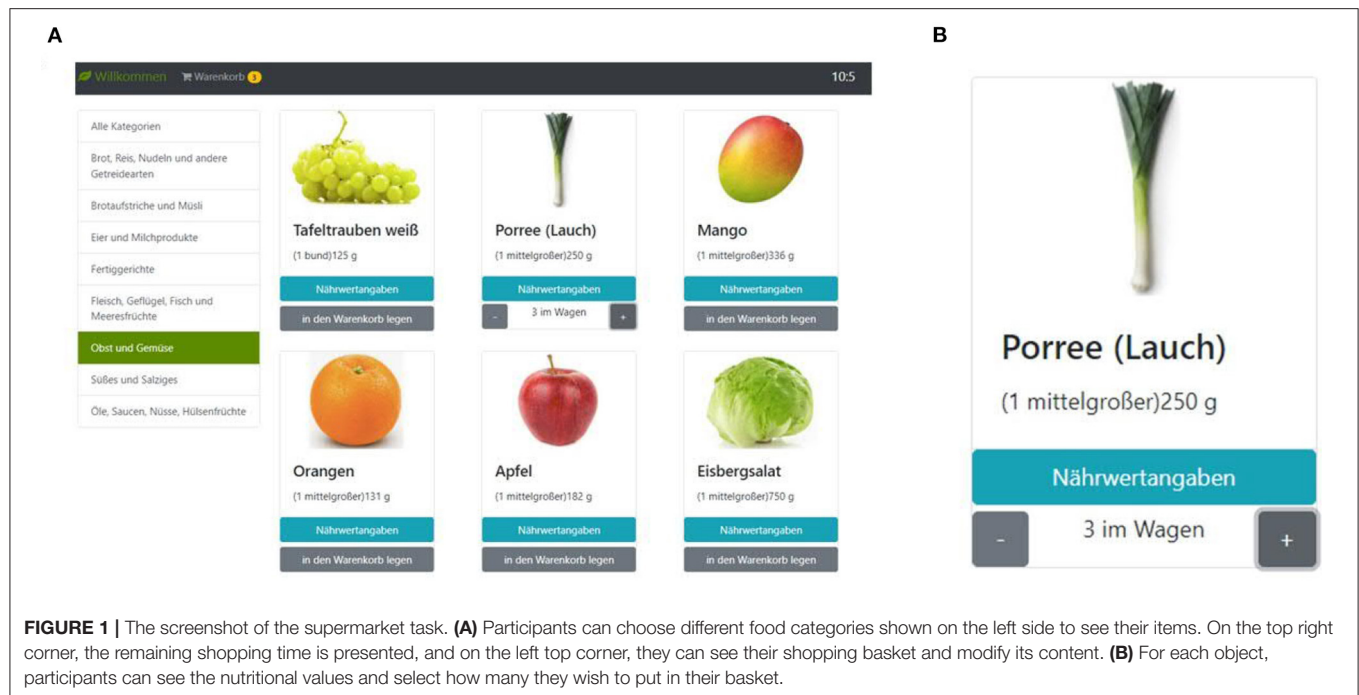 A
B
Willkommen Warenkorb 3 10:5
Alle Kategorien
Brot, Reis, Nudeln und andere
Getreidearten
Brotaufstriche und Müsli
Eier und Milchprodukte
Fertiggerichte
Fleisch, Geflügel, Fisch und
Meeresfrüchte
Obst und Gemüse
Süßes und Salziges
Öle, Saucen, Nüsse, Hülsenfrüchte
Tafeltrauben weiß
(1 bund)125 g
Nährwertangaben
in den Warenkorb legen
Porree (Lauch)
(1 mittelgroßer)250 g
Nährwertangaben
- 3 im Wagen +
Mango
(1 mittelgroßer)336 g
Nährwertangaben
in den Warenkorb legen
Orangen
(1 mittelgroßer)131 g
Nährwertangaben
in den Warenkorb legen
Apfel
(1 mittelgroßer)182 g
Nährwertangaben
in den Warenkorb legen
Eisbergsalat
(1 mittelgroßer)750 g
Nährwertangaben
in den Warenkorb legen
Porree (Lauch)
(1 mittelgroßer)250 g
Nährwertangaben
- 3 im Wagen +
FIGURE 1 | The screenshot of the supermarket task. (A) Participants can choose different food categories shown on the left side to see their items. On the top right
corner, the remaining shopping time is presented, and on the left top corner, they can see their shopping basket and modify its content. (B) For each object,
participants can see the nutritional values and select how many they wish to put in their basket.